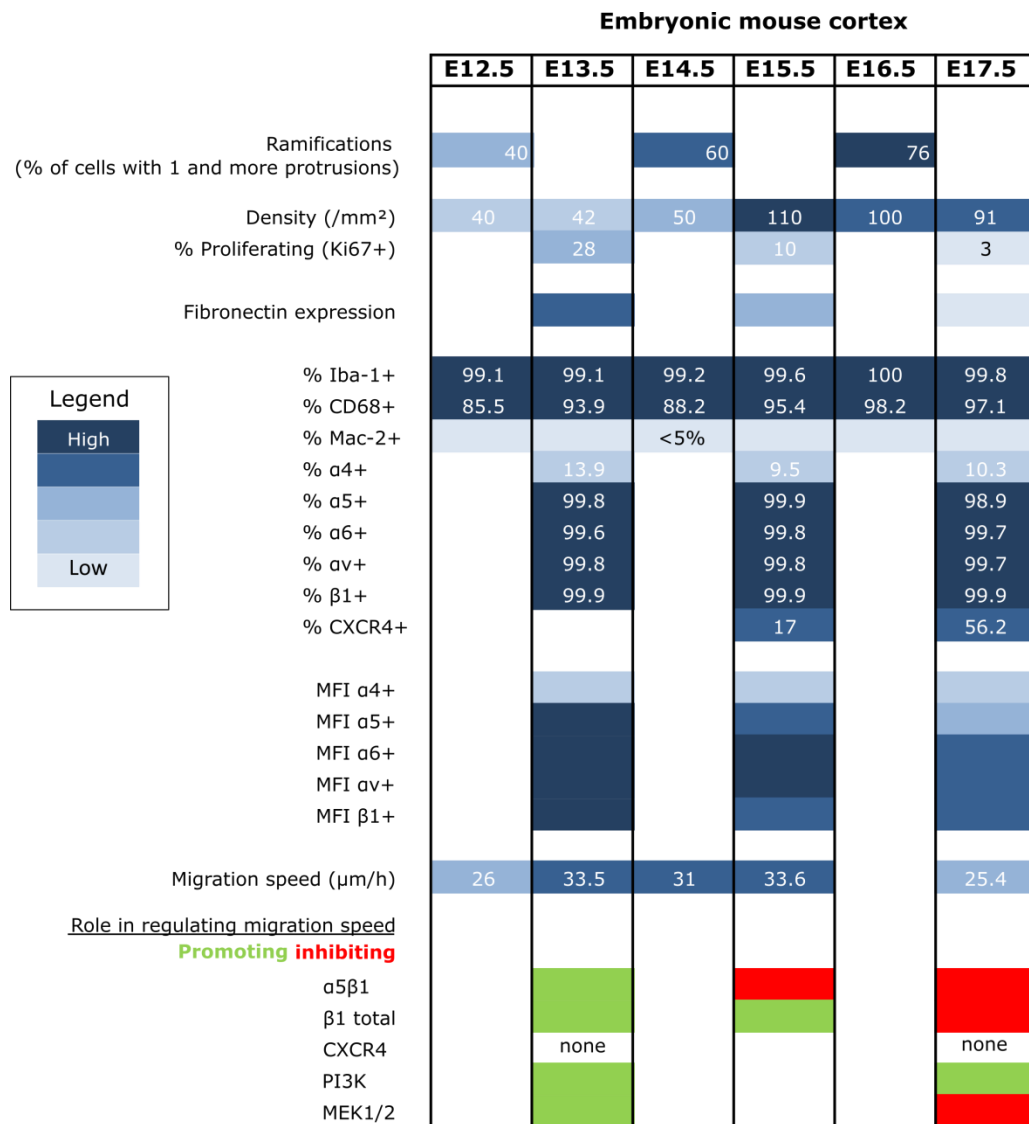 Embryonic mouse cortex
E12.5 E13.5 E14.5 E15.5 E16.5 E17.5
Ramifications
(% of cells with 1 and more protrusions) 40 60 76
Density (/mm²) 40 42 50 110 100 91
% Proliferating (Ki67+) 28 10 3
Fibronectin expression
Legend
High
Low
% Iba-1+ 99.1 99.1 99.2 99.6 100 99.8
% CD68+ 85.5 93.9 88.2 95.4 98.2 97.1
% Mac-2+ <5%
% α4+ 13.9 9.5 10.3
% α5+ 99.8 99.9 98.9
% α6+ 99.6 99.8 99.7
% αv+ 99.8 99.8 99.7
% β1+ 99.9 99.9 99.9
% CXCR4+ 17 56.2
MFI α4+
MFI α5+
MFI α6+
MFI αv+
MFI β1+
Migration speed (µm/h) 26 33.5 31 33.6 25.4
Role in regulating migration speed
Promoting inhibiting
α5β1
β1 total
CXCR4 none none
PI3K
MEK1/2